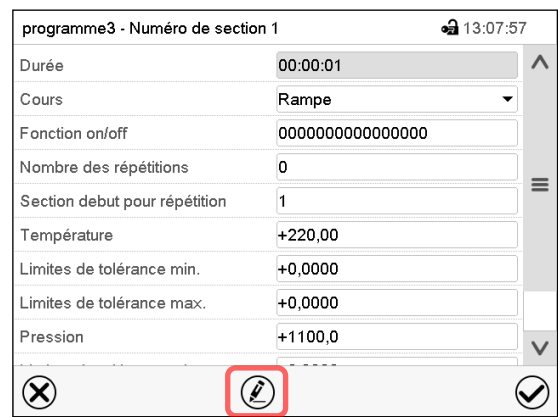 programme3 - Numéro de section 1 13:07:57
Durée 00:00:01
Cours Rampe
Fonction on/off 0000000000000000
Nombre des répétitions 0
Section debut pour répétition 1
Température +220,00
Limites de tolérance min. +0,0000
Limites de tolérance max. +0,0000
Pression +1100,0